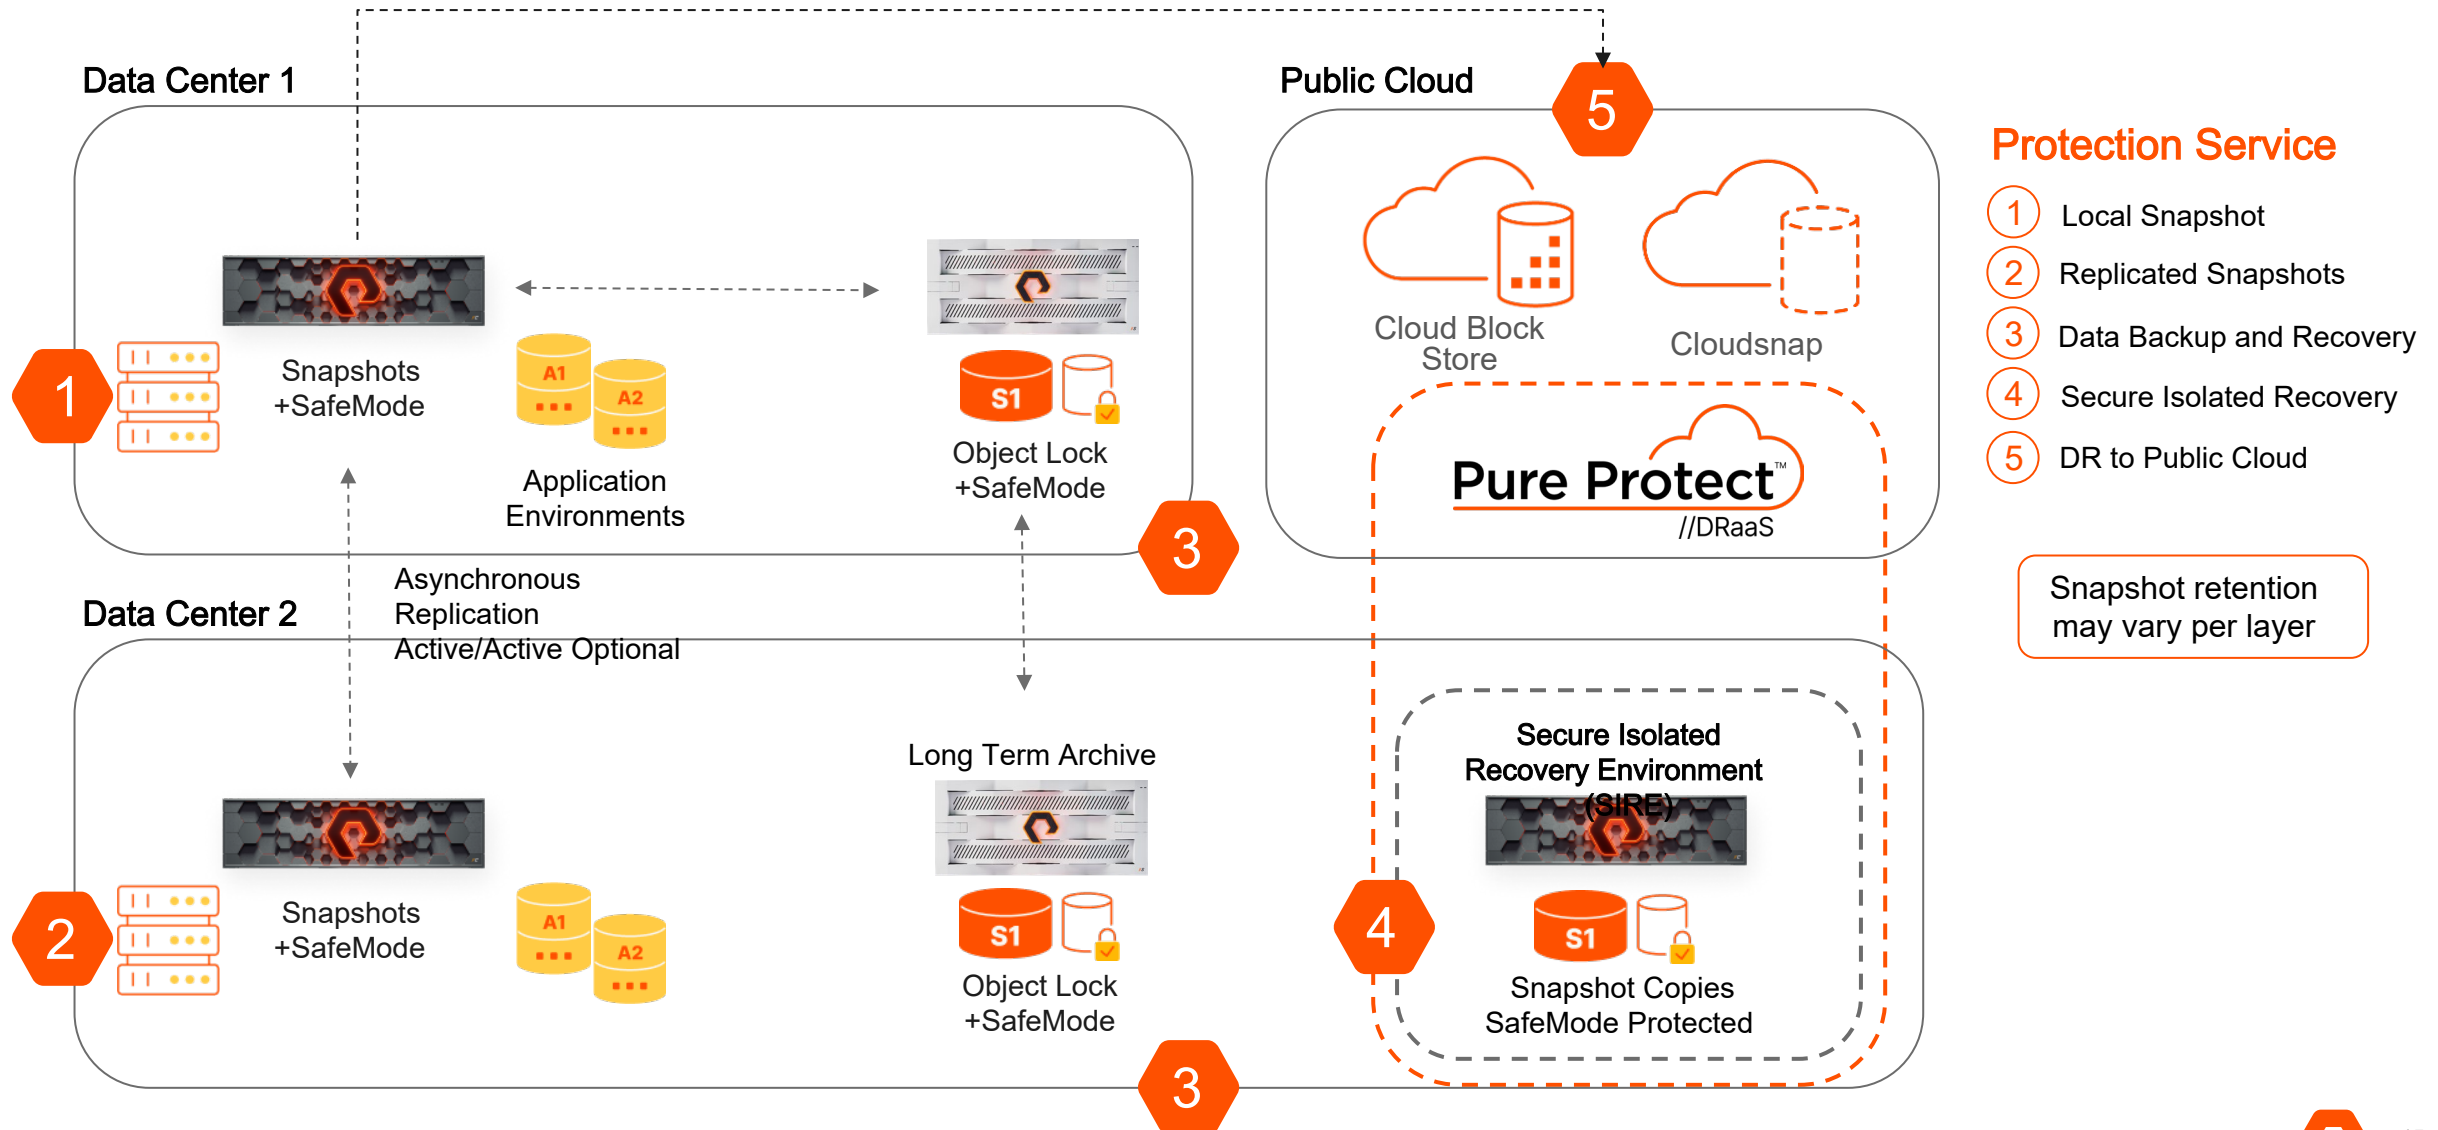 Data Center 1
1
Snapshots
+SafeMode
A1
A2
Application
Environments
S1
Object Lock
+SafeMode
3
Public Cloud
5
Cloud Block
Store
Cloudsnap
Pure Protect™
//DRaaS
Protection Service
1 Local Snapshot
2 Replicated Snapshots
3 Data Backup and Recovery
4 Secure Isolated Recovery
5 DR to Public Cloud
Snapshot retention
may vary per layer
Asynchronous
Replication
Active/Active Optional
Data Center 2
2
Snapshots
+SafeMode
A1
A2
Long Term Archive
S1
Object Lock
+SafeMode
3
4
Secure Isolated
Recovery Environment
(SIRE)
S1
Snapshot Copies
SafeMode Protected